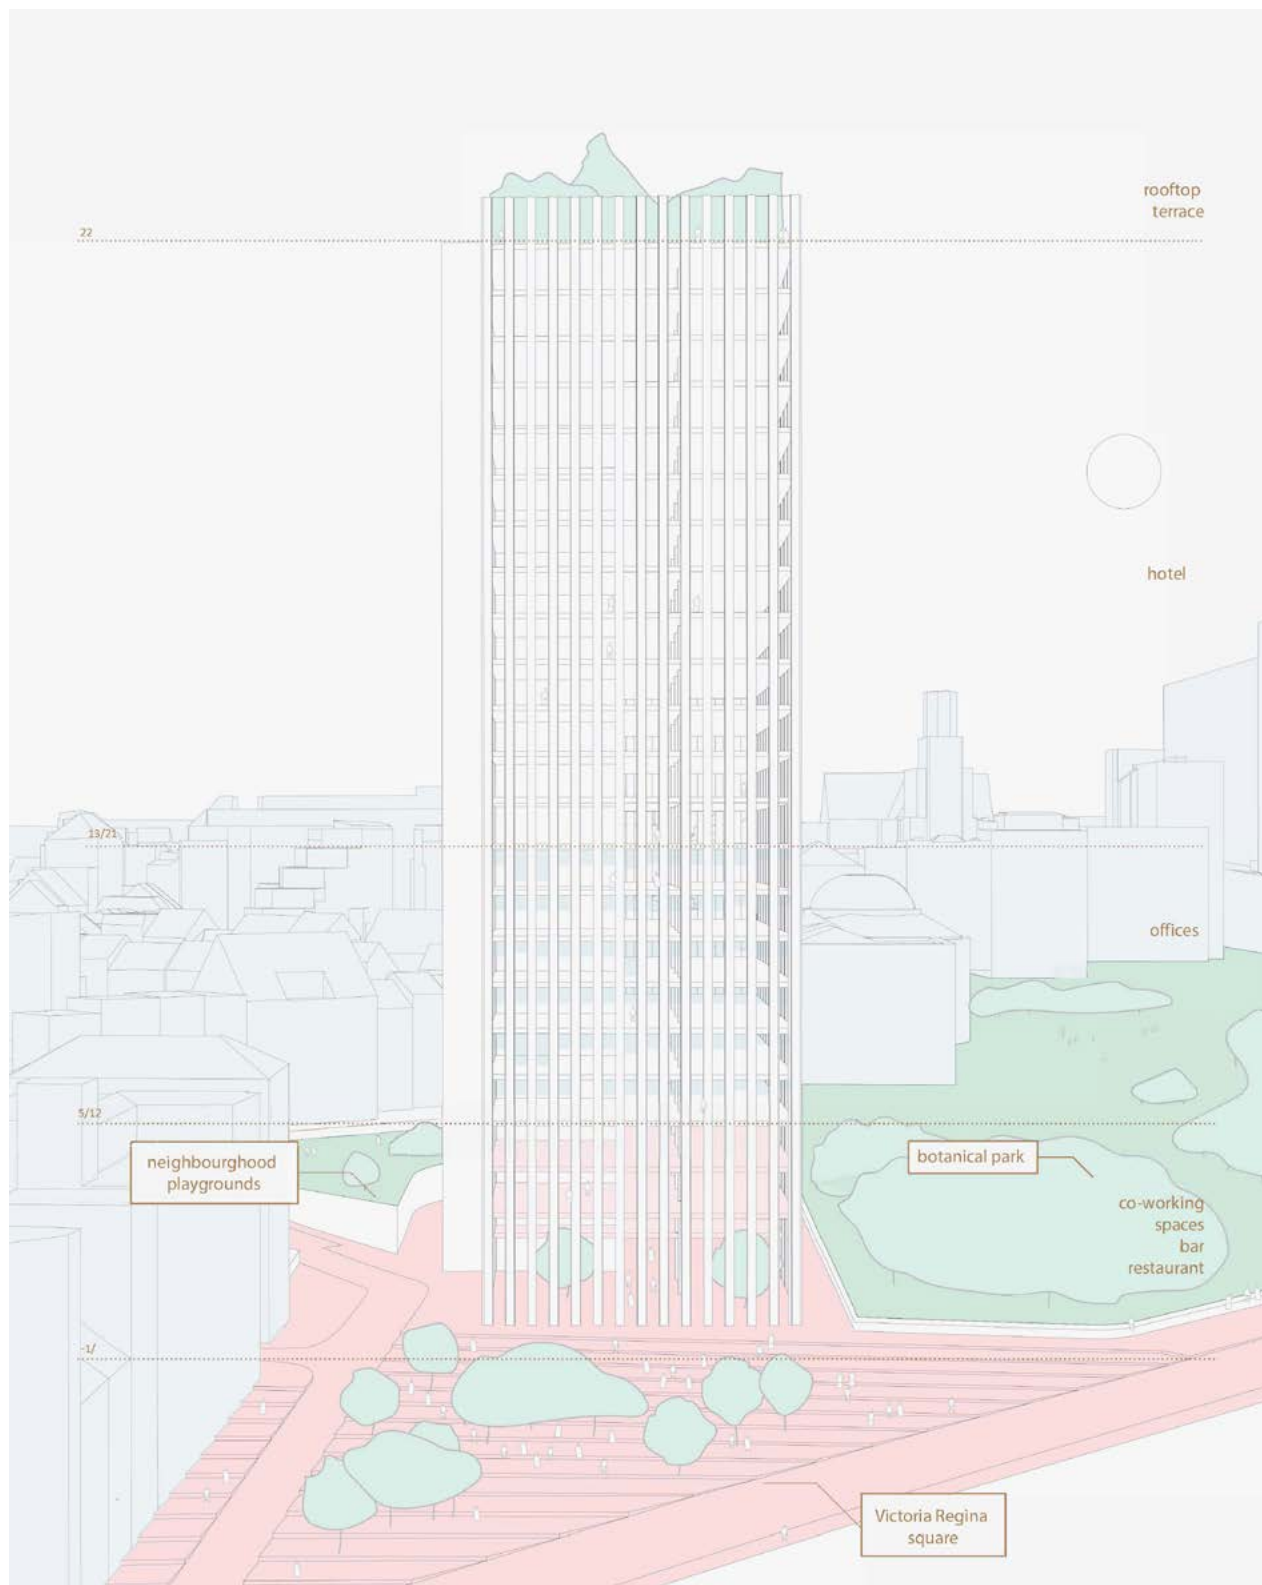 rooftop
terrace
22
hotel
13/21
offices
5/12
neighbourghood
playgrounds
botanical park
co-working
spaces
bar
restaurant
-1/
Victoria Regina
square